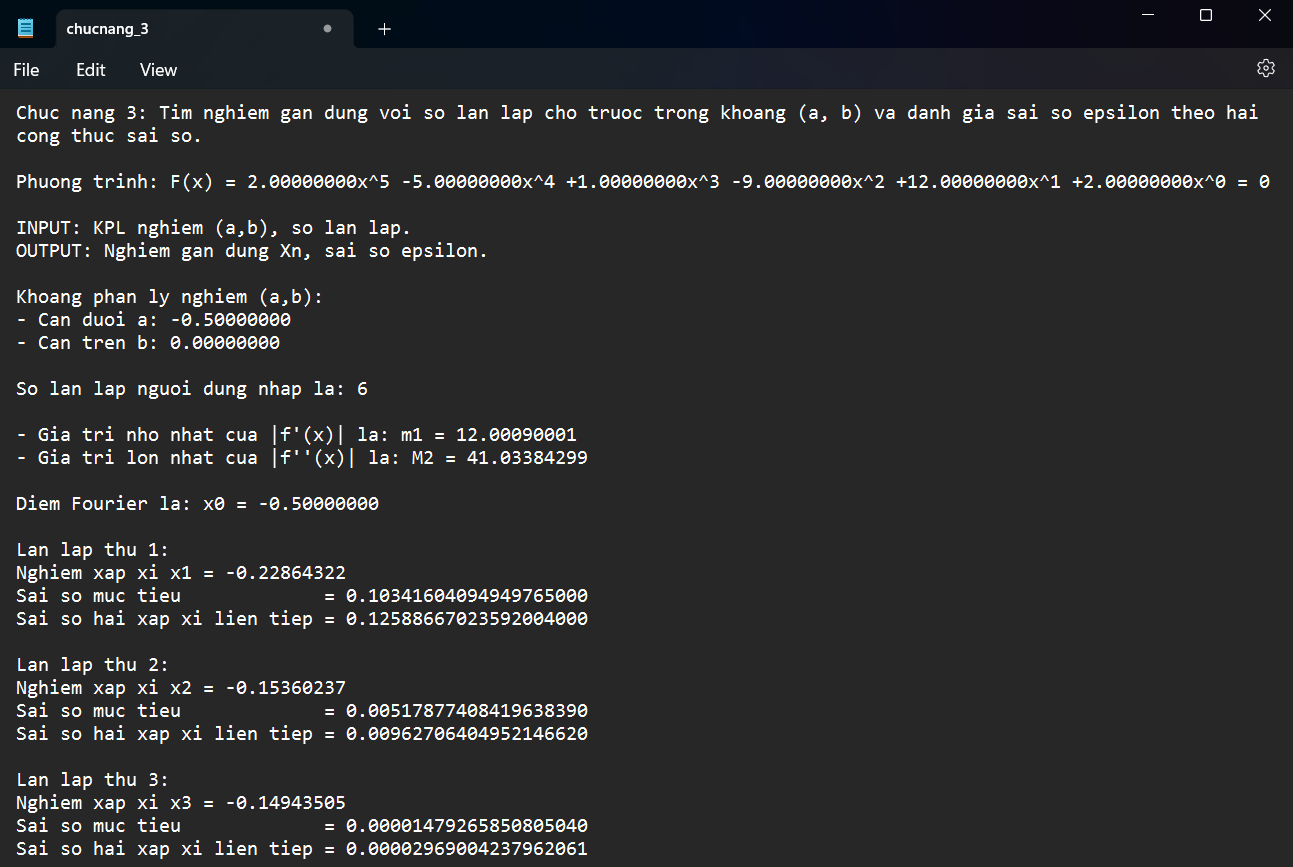 chucnang_3
File Edit View
Chuc nang 3: Tim nghiem gan dung voi so lan lap cho truoc trong khoang (a, b) va danh gia sai so epsilon theo hai
cong thuc sai so.
Phuong trinh: F(x) = 2.00000000x^5 -5.00000000x^4 +1.00000000x^3 -9.00000000x^2 +12.00000000x^1 +2.00000000x^0 = 0
INPUT: KPL nghiem (a,b), so lan lap.
OUTPUT: Nghiem gan dung Xn, sai so epsilon.
Khoang phan ly nghiem (a,b):
- Can duoi a: -0.50000000
- Can tren b: 0.00000000
So lan lap nguoi dung nhap la: 6
- Gia tri nho nhat cua |f'(x)| la: m1 = 12.00090001
- Gia tri lon nhat cua |f''(x)| la: M2 = 41.03384299
Diem Fourier la: x0 = -0.50000000
Lan lap thu 1:
Nghiem xap xi x1 = -0.22864322
Sai so muc tieu = 0.10341604094949765000
Sai so hai xap xi lien tiep = 0.12588667023592004000
Lan lap thu 2:
Nghiem xap xi x2 = -0.15360237
Sai so muc tieu = 0.00517877408419638390
Sai so hai xap xi lien tiep = 0.00962706404952146620
Lan lap thu 3:
Nghiem xap xi x3 = -0.14943505
Sai so muc tieu = 0.00001479265850805040
Sai so hai xap xi lien tiep = 0.00002969004237962061